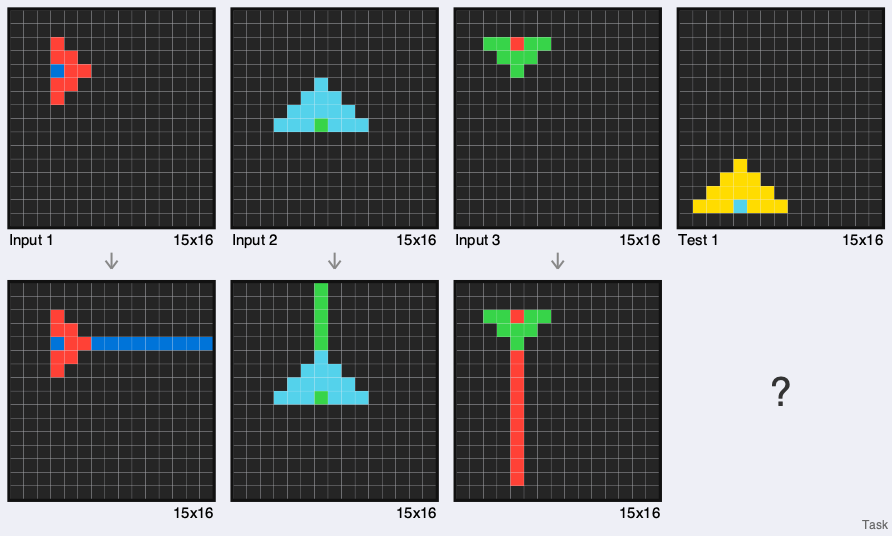 Input 1 15x16
Input 2 15x16
Input 3 15x16
Test 1 15x16
?
15x16
15x16
15x16
Task